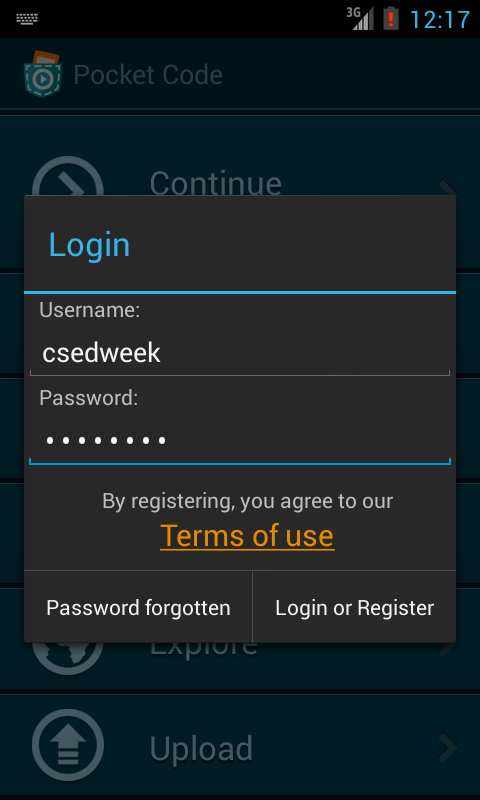 3G
12:17
Pocket Code
Continue
Login
Username:
csedweek
Password:
By registering, you agree to our
Terms of use
Password forgotten
Login or Register
Explore
Upload